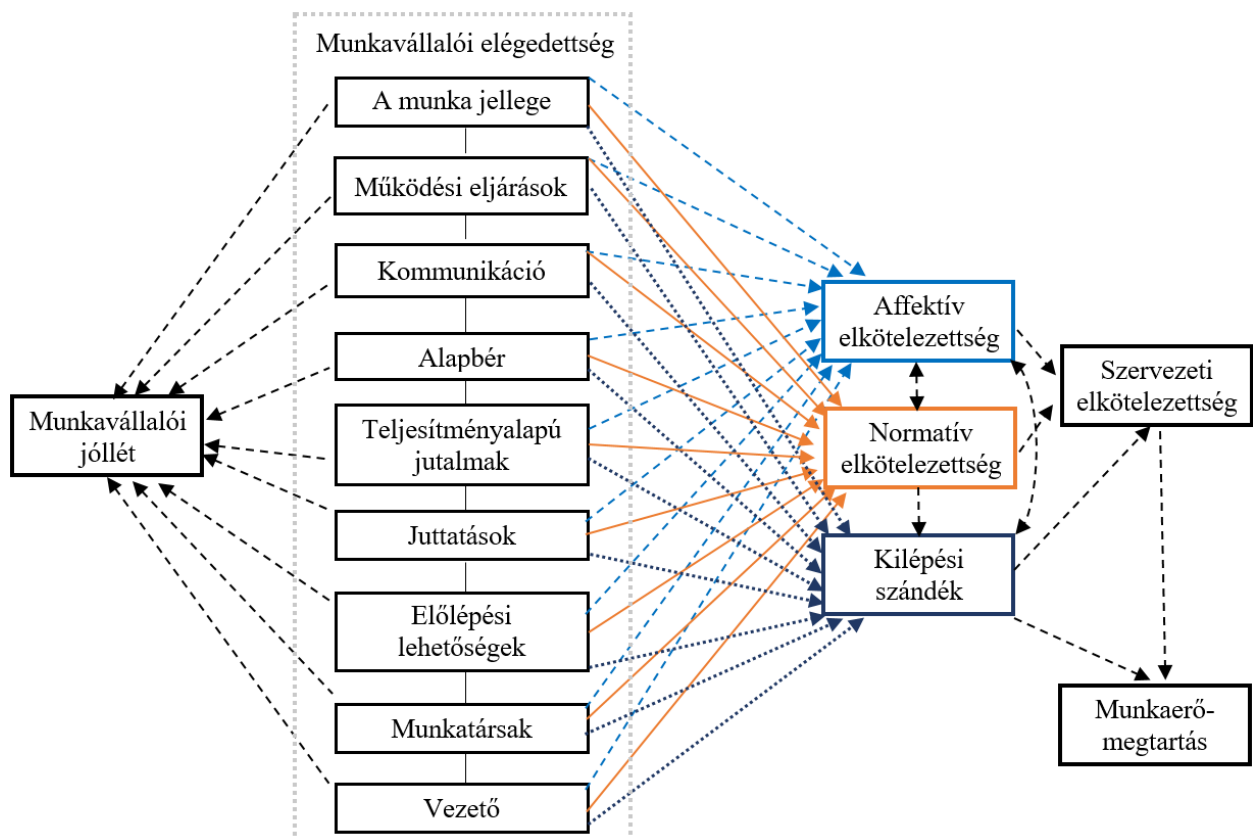 Munkavállalói elégedettség
A munka jellege
Működési eljárások
Kommunikáció
Alapbér
Teljesítményalapú
jutalmak
Juttatások
Előlépési
lehetőségek
Munkatársak
Vezető
Munkavállalói
jóllét
Affektív
elkötelezettség
Normatív
elkötelezettség
Kilépési
szándék
Szervezeti
elkötelezettség
Munkaerő-
megtartás